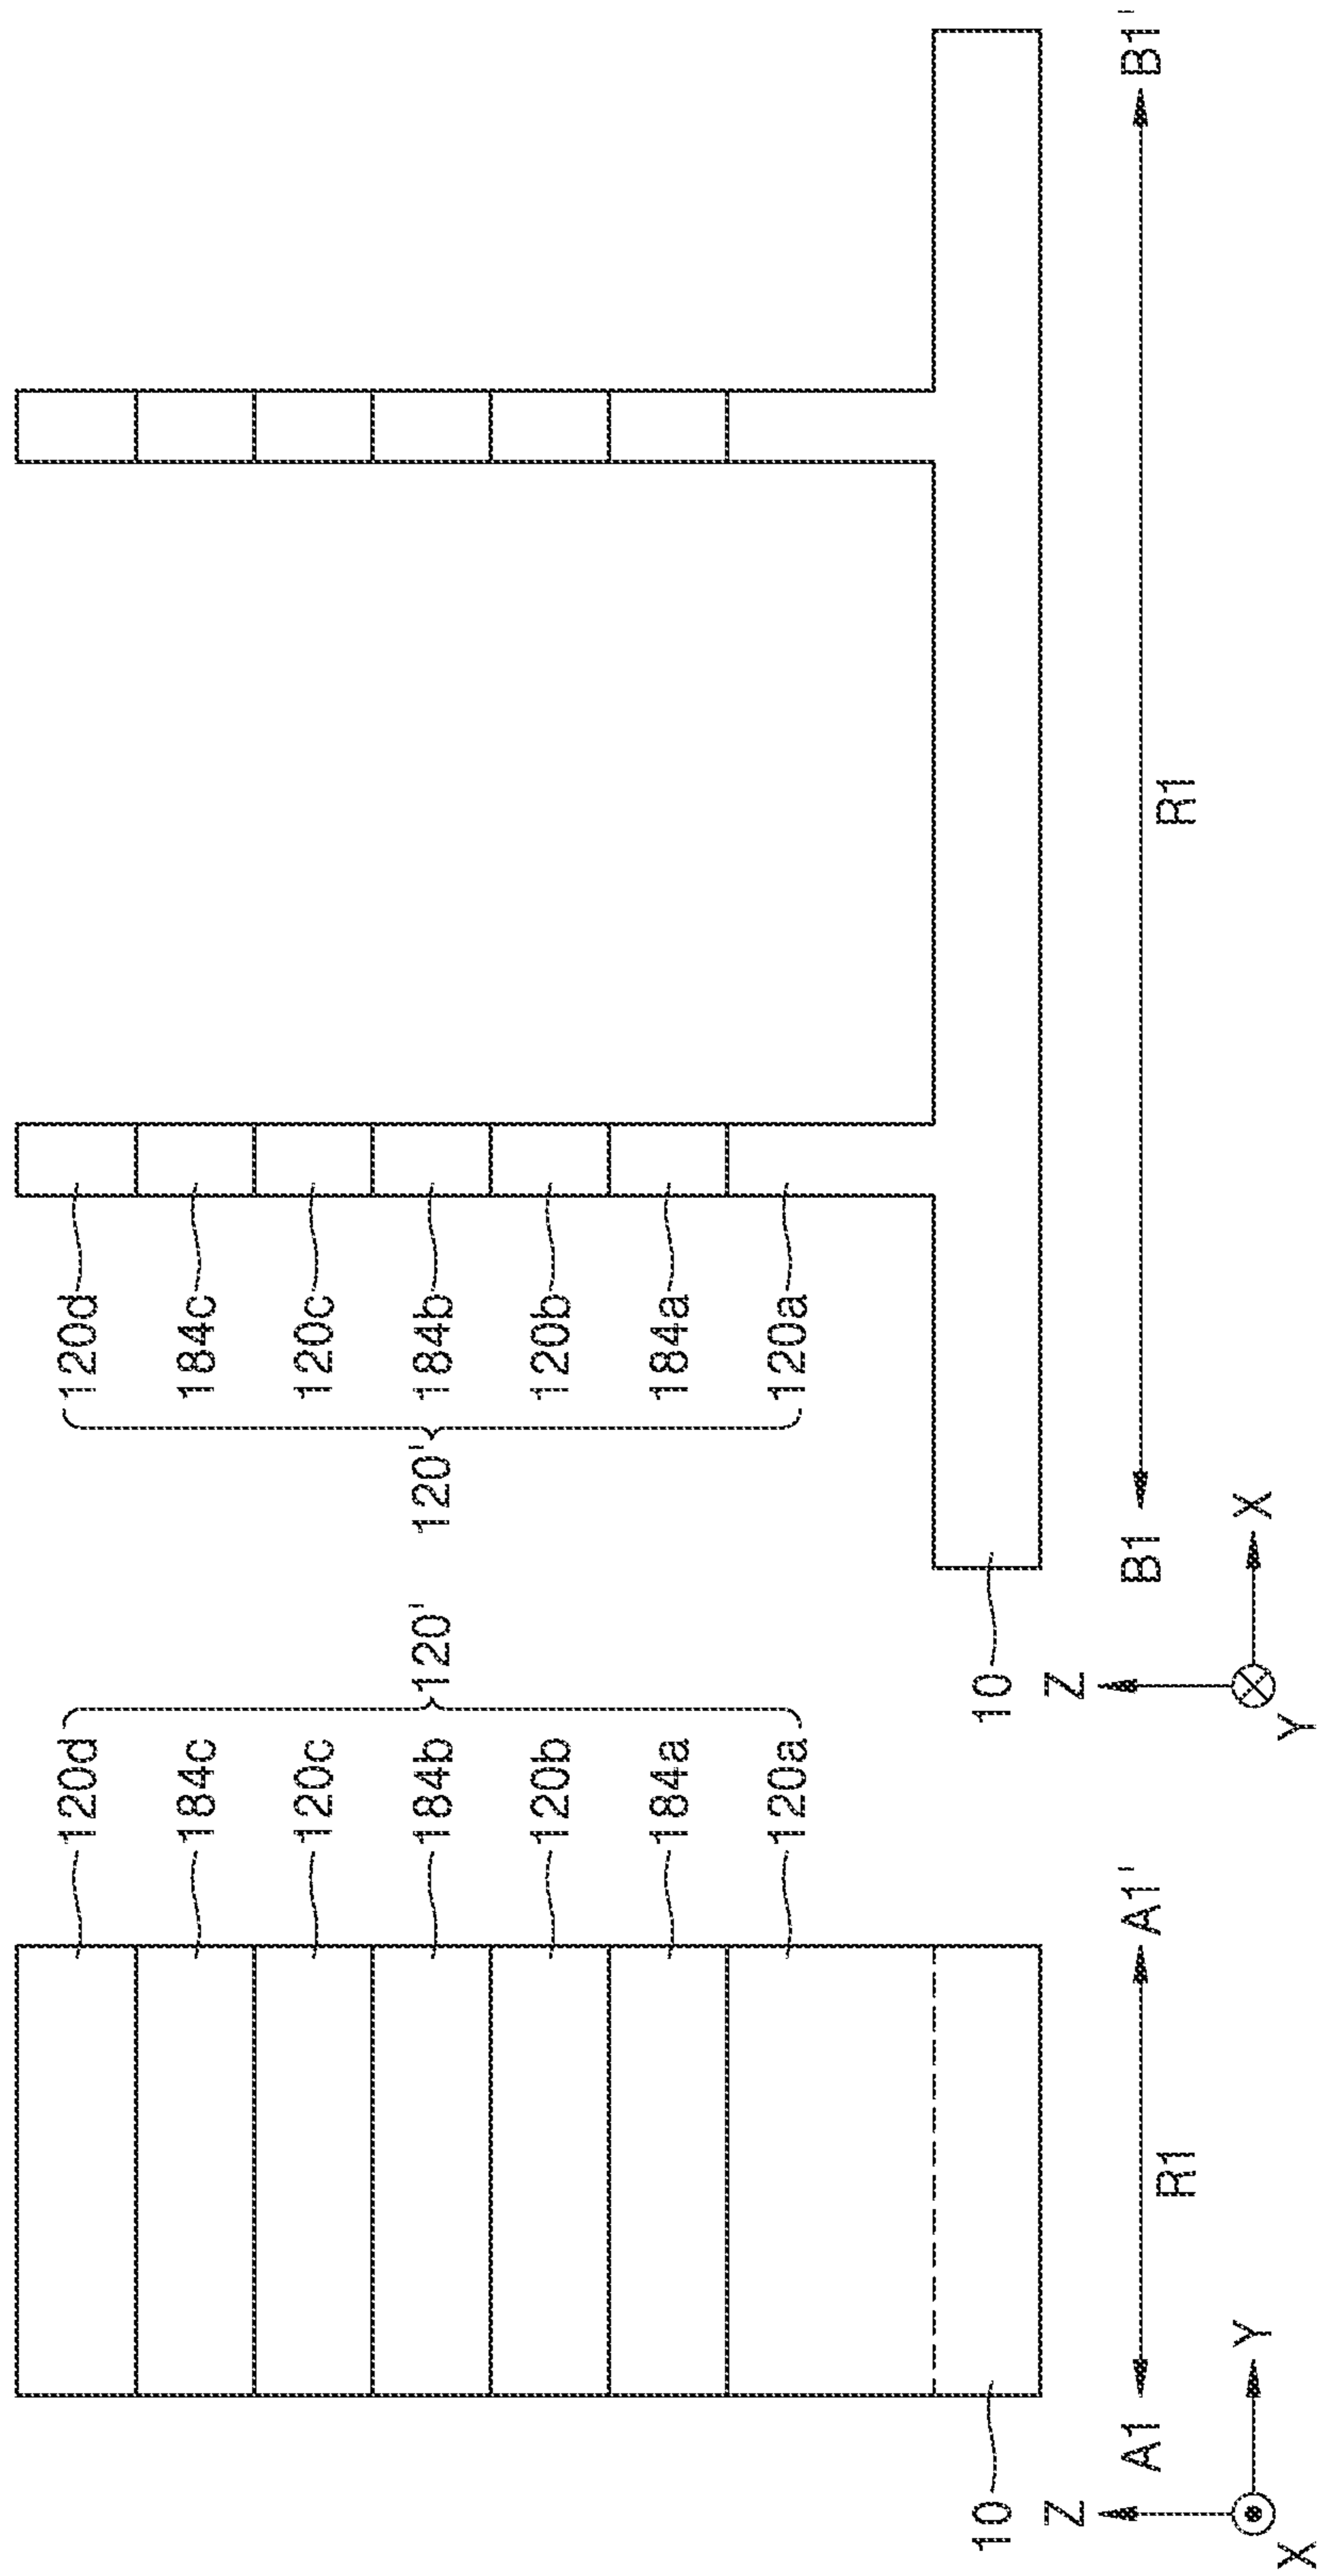 120d 120d
184c 184c
120c 120c
184b 120' 120' 184b
120b 120b
184a 184a
120a 120a
10 10
Z Z
A1 A1' B1 B1'
R1 R1
Y X
X Y